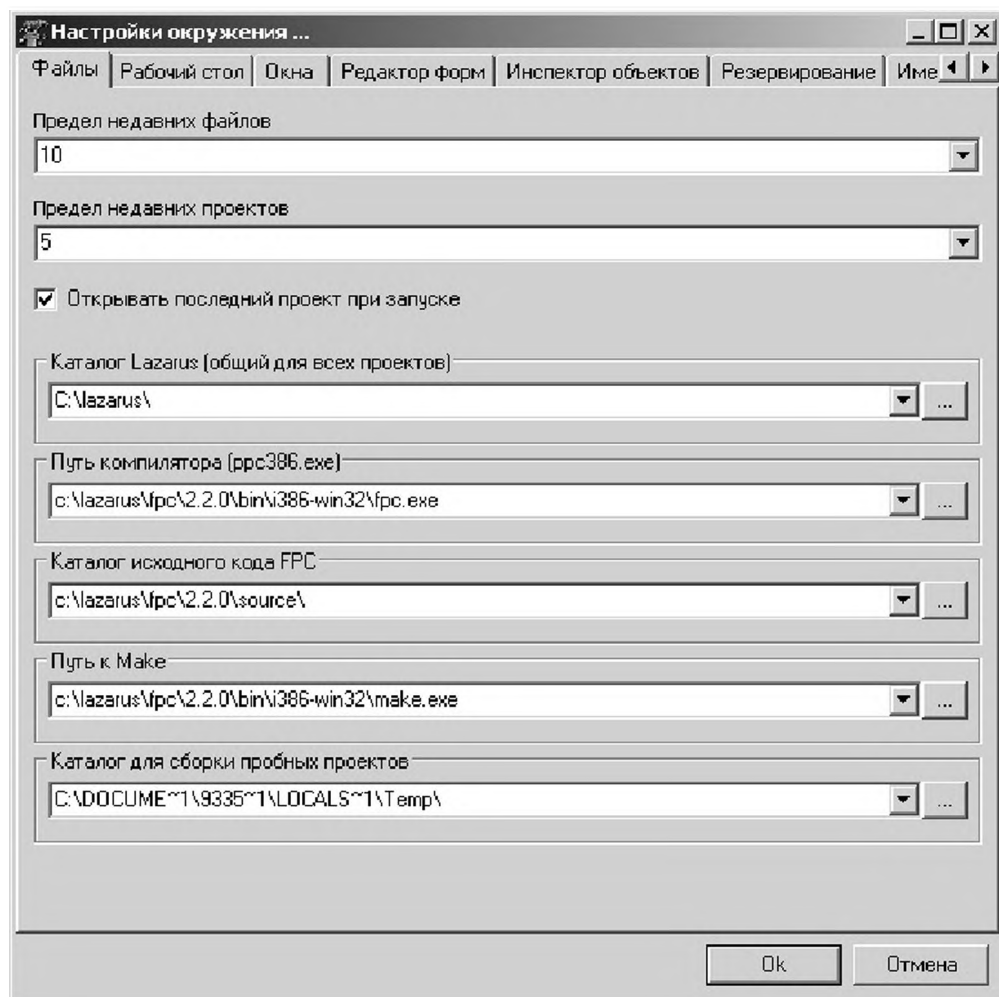 Настройки окружения ...
Файлы Рабочий стол Окна Редактор форм Инспектор объектов Резервирование Име
Предел недавних файлов
10
Предел недавних проектов
5
Открывать последний проект при запуске
Каталог Lazarus (общий для всех проектов)
C:\lazarus\
...
Путь компилятора (ppc386.exe)
c:\lazarus\fpc\2.2.0\bin\i386-win32\fpc.exe
...
Каталог исходного кода FPC
c:\lazarus\fpc\2.2.0\source\
...
Путь к Make
c:\lazarus\fpc\2.2.0\bin\i386-win32\make.exe
...
Каталог для сборки пробных проектов
C:\DOCUME~1\9335~1\LOCALS~1\Temp\
...
Ok Отмена